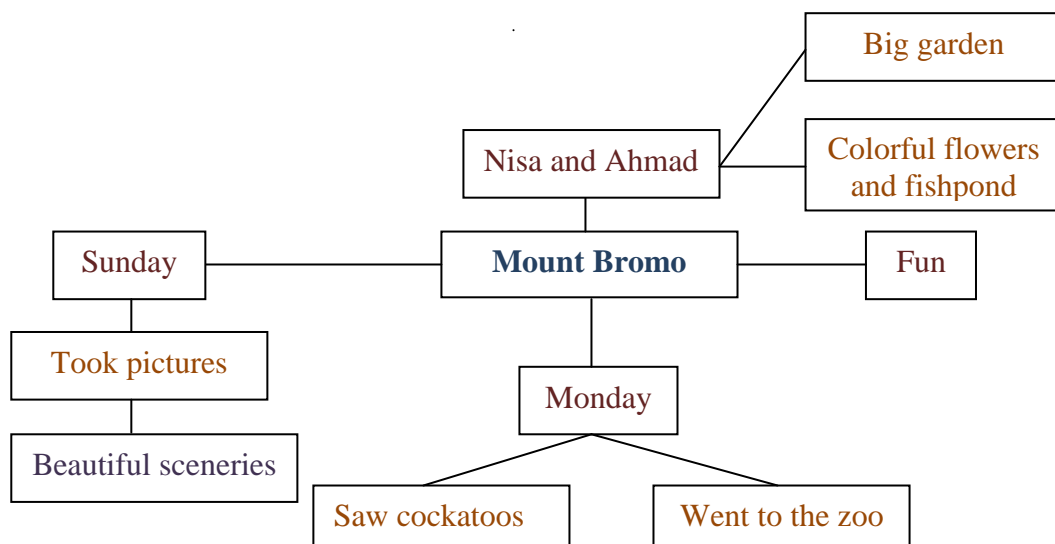 Big garden
Nisa and Ahmad
Colorful flowers
and fishpond
Sunday
Mount Bromo
Fun
Took pictures
Monday
Beautiful sceneries
Saw cockatoos
Went to the zoo